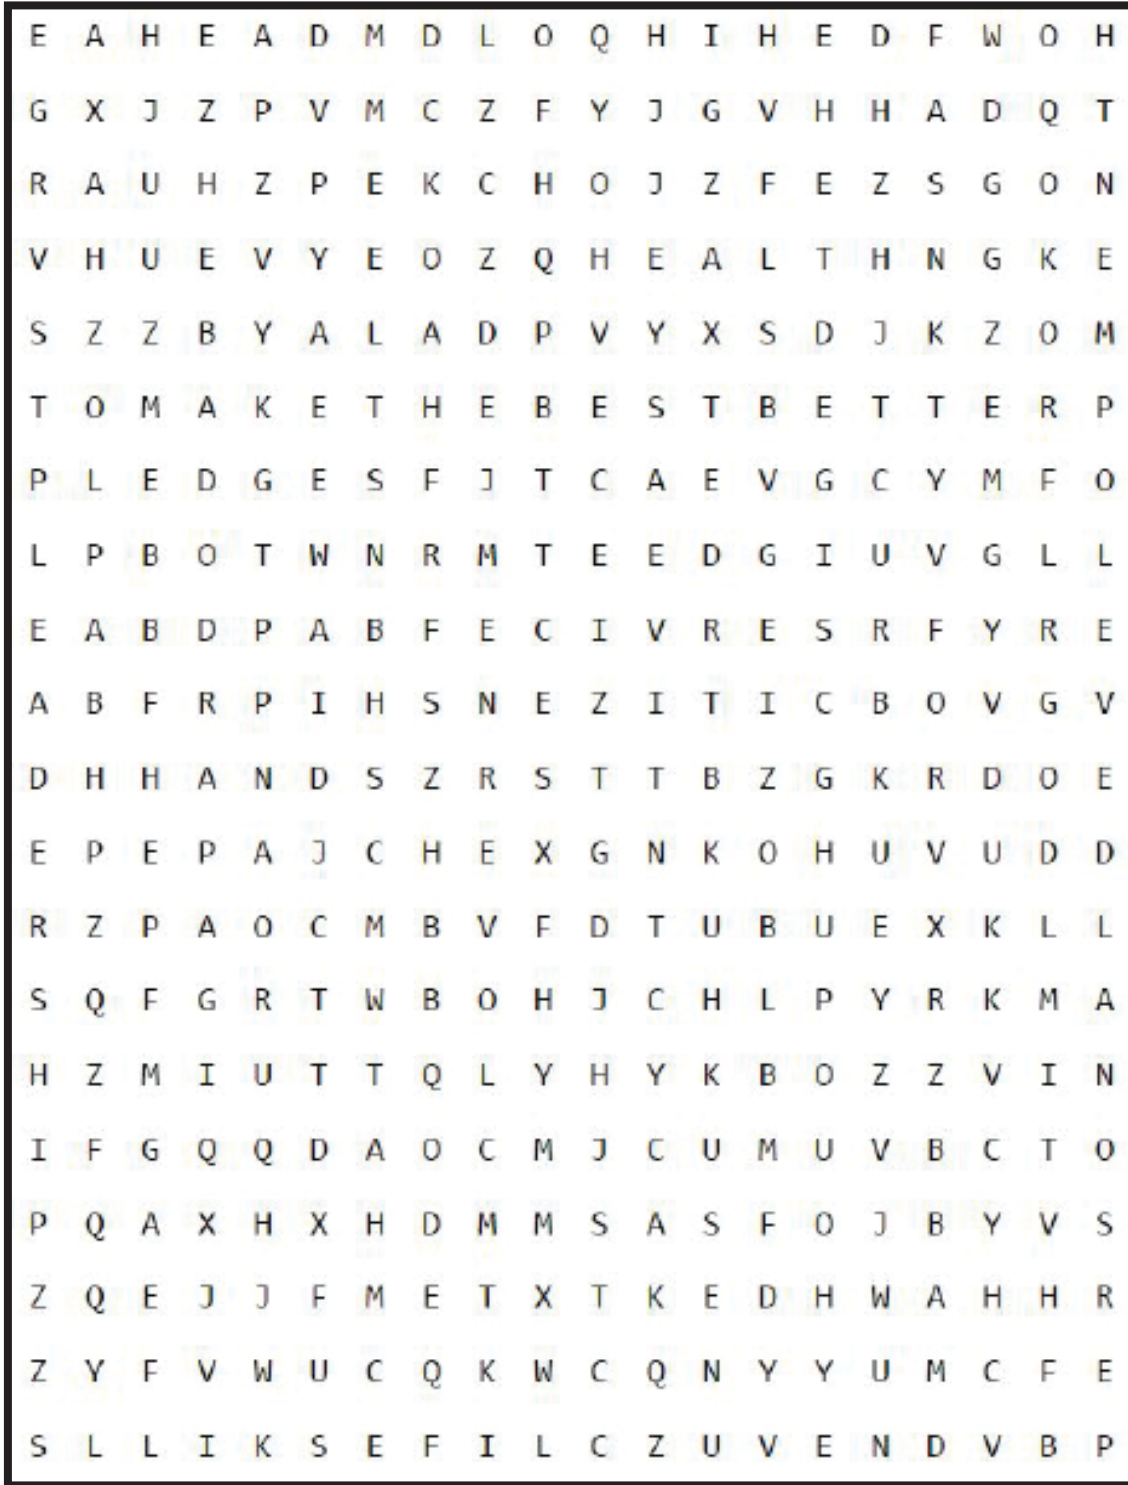 E A H E A D M D L O Q H I H E D F W O H
G X J Z P V M C Z F Y J G V H H A D Q T
R A U H Z P E K C H O J Z F E Z S G O N
V H U E V Y E O Z Q H E A L T H N G K E
S Z Z B Y A L A D P V Y X S D J K Z O M
T O M A K E T H E B E S T B E T T E R P
P L E D G E S F J T C A E V G C Y M F O
L P B O T W N R M T E E D G I U V G L L
E A B D P A B F E C I V R E S R F Y R E
A B F R P I H S N E Z I T I C B O V G V
D H H A N D S Z R S T T B Z G K R D O E
E P E P A J C H E X G N K O H U V U D D
R Z P A O C M B V F D T U B U E X K L L
S Q F G R T W B O H J C H L P Y R K M A
H Z M I U T T Q L Y H Y K B O Z Z V I N
I F G Q Q D A O C M J C U M U V B C T O
P Q A X H X H D M M S A S F O J B Y V S
Z Q E J J F M E T X T K E D H W A H H R
Z Y F V W U C Q K W C Q N Y Y U M C F E
S L L I K S E F I L C Z U V E N D V B P